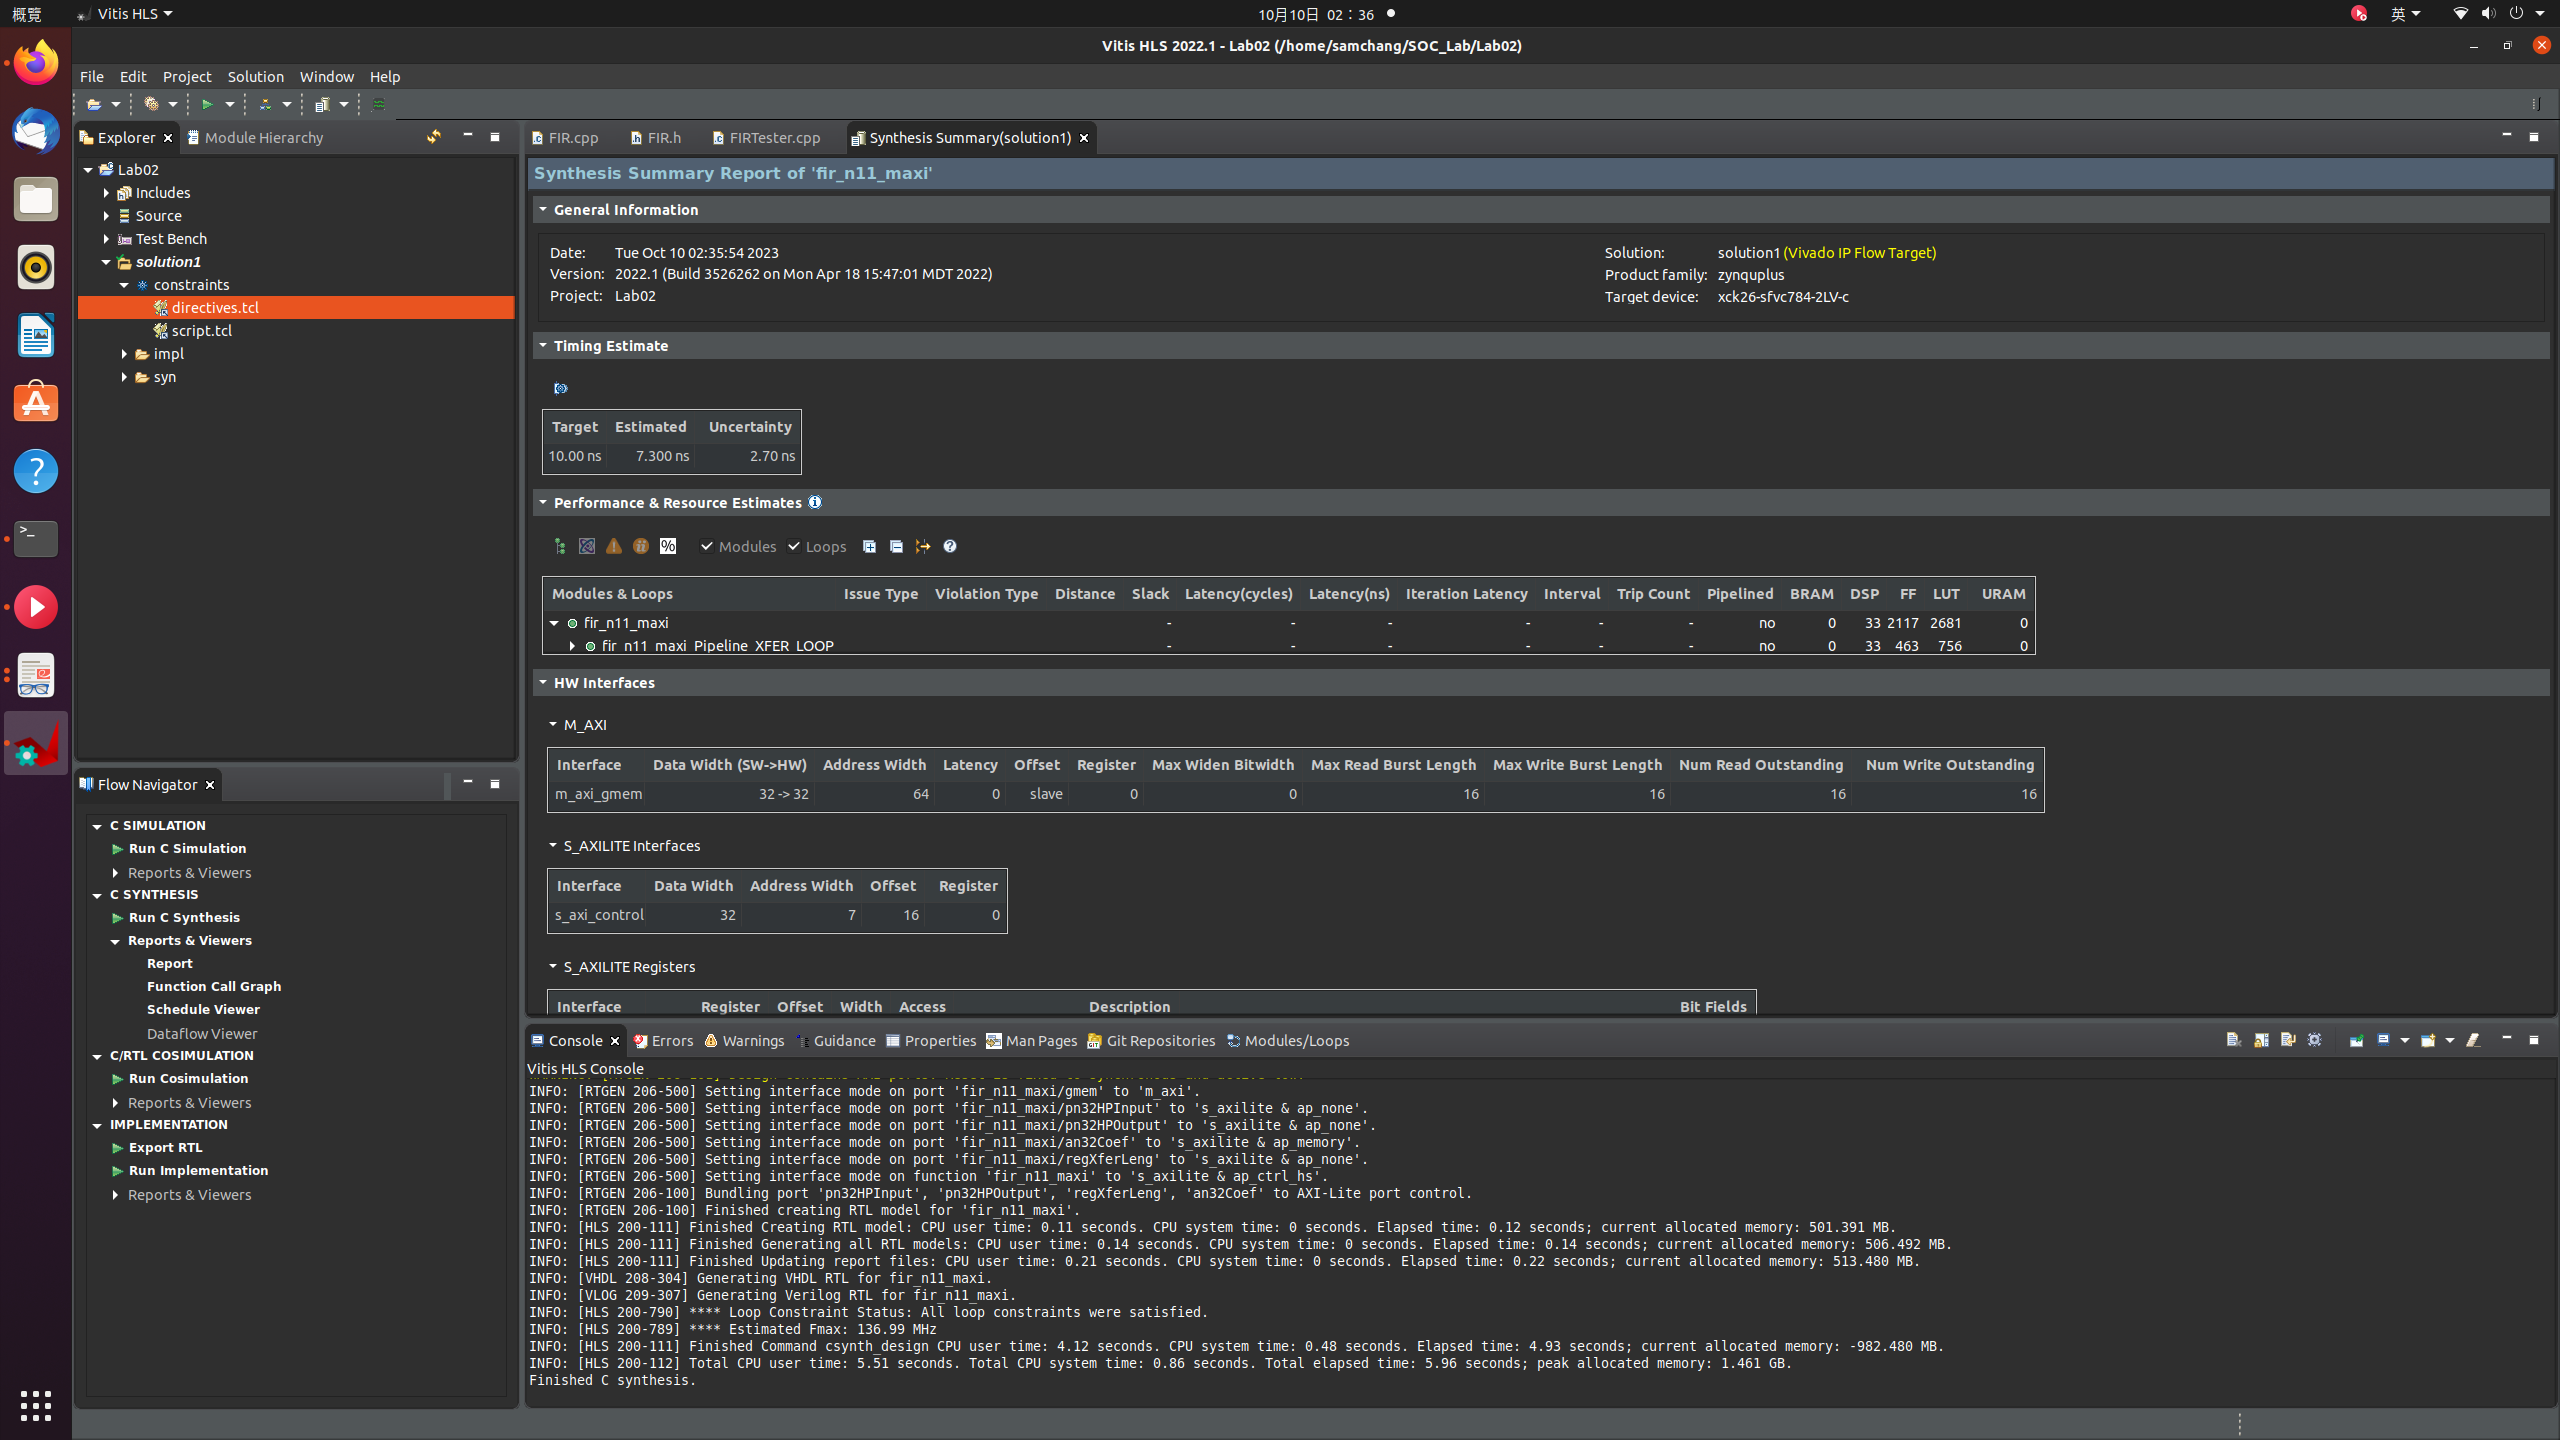 概覽 Vitis HLS 10月10日 02：36 英
Vitis HLS 2022.1 - Lab02 (/home/samchang/SOC_Lab/Lab02)
File Edit Project Solution Window Help
Explorer Module Hierarchy
Lab02
Includes
Source
Test Bench
solution1
constraints
directives.tcl
script.tcl
impl
syn
Flow Navigator
C SIMULATION
Run C Simulation
Reports & Viewers
C SYNTHESIS
Run C Synthesis
Reports & Viewers
Report
Function Call Graph
Schedule Viewer
Dataflow Viewer
C/RTL COSIMULATION
Run Cosimulation
Reports & Viewers
IMPLEMENTATION
Export RTL
Run Implementation
Reports & Viewers
FIR.cpp FIR.h FIRTester.cpp Synthesis Summary(solution1)
Synthesis Summary Report of 'fir_n11_maxi'
General Information
Date: Tue Oct 10 02:35:54 2023 Solution: solution1 (Vivado IP Flow Target)
Version: 2022.1 (Build 3526262 on Mon Apr 18 15:47:01 MDT 2022) Product family: zynquplus
Project: Lab02 Target device: xck26-sfvc784-2LV-c
Timing Estimate
Target Estimated Uncertainty
10.00 ns 7.300 ns 2.70 ns
Performance & Resource Estimates
% Modules Loops
Modules & Loops Issue Type Violation Type Distance Slack Latency(cycles) Latency(ns) Iteration Latency Interval Trip Count Pipelined BRAM DSP FF LUT URAM
fir_n11_maxi - - - - - - no 0 33 2117 2681 0
fir_n11_maxi_Pipeline_XFER_LOOP - - - - - - no 0 33 463 756 0
HW Interfaces
M_AXI
Interface Data Width (SW->HW) Address Width Latency Offset Register Max Widen Bitwidth Max Read Burst Length Max Write Burst Length Num Read Outstanding Num Write Outstanding
m_axi_gmem 32 -> 32 64 0 slave 0 0 16 16 16 16
S_AXILITE Interfaces
Interface Data Width Address Width Offset Register
s_axi_control 32 7 16 0
S_AXILITE Registers
Interface Register Offset Width Access Description Bit Fields
Console Errors Warnings Guidance Properties Man Pages Git Repositories Modules/Loops
Vitis HLS Console
INFO: [RTGEN 206-500] Setting interface mode on port 'fir_n11_maxi/gmem' to 'm_axi'.
INFO: [RTGEN 206-500] Setting interface mode on port 'fir_n11_maxi/pn32HPInput' to 's_axilite & ap_none'.
INFO: [RTGEN 206-500] Setting interface mode on port 'fir_n11_maxi/pn32HPOutput' to 's_axilite & ap_none'.
INFO: [RTGEN 206-500] Setting interface mode on port 'fir_n11_maxi/an32Coef' to 's_axilite & ap_memory'.
INFO: [RTGEN 206-500] Setting interface mode on port 'fir_n11_maxi/regXferLeng' to 's_axilite & ap_none'.
INFO: [RTGEN 206-500] Setting interface mode on function 'fir_n11_maxi' to 's_axilite & ap_ctrl_hs'.
INFO: [RTGEN 206-100] Bundling port 'pn32HPInput', 'pn32HPOutput', 'regXferLeng', 'an32Coef' to AXI-Lite port control.
INFO: [RTGEN 206-100] Finished creating RTL model for 'fir_n11_maxi'.
INFO: [HLS 200-111] Finished Creating RTL model: CPU user time: 0.11 seconds. CPU system time: 0 seconds. Elapsed time: 0.12 seconds; current allocated memory: 501.391 MB.
INFO: [HLS 200-111] Finished Generating all RTL models: CPU user time: 0.14 seconds. CPU system time: 0 seconds. Elapsed time: 0.14 seconds; current allocated memory: 506.492 MB.
INFO: [HLS 200-111] Finished Updating report files: CPU user time: 0.21 seconds. CPU system time: 0 seconds. Elapsed time: 0.22 seconds; current allocated memory: 513.480 MB.
INFO: [VHDL 208-304] Generating VHDL RTL for fir_n11_maxi.
INFO: [VLOG 209-307] Generating Verilog RTL for fir_n11_maxi.
INFO: [HLS 200-790] **** Loop Constraint Status: All loop constraints were satisfied.
INFO: [HLS 200-789] **** Estimated Fmax: 136.99 MHz
INFO: [HLS 200-111] Finished Command csynth_design CPU user time: 4.12 seconds. CPU system time: 0.48 seconds. Elapsed time: 4.93 seconds; current allocated memory: -982.480 MB.
INFO: [HLS 200-112] Total CPU user time: 5.51 seconds. Total CPU system time: 0.86 seconds. Total elapsed time: 5.96 seconds; peak allocated memory: 1.461 GB.
Finished C synthesis.